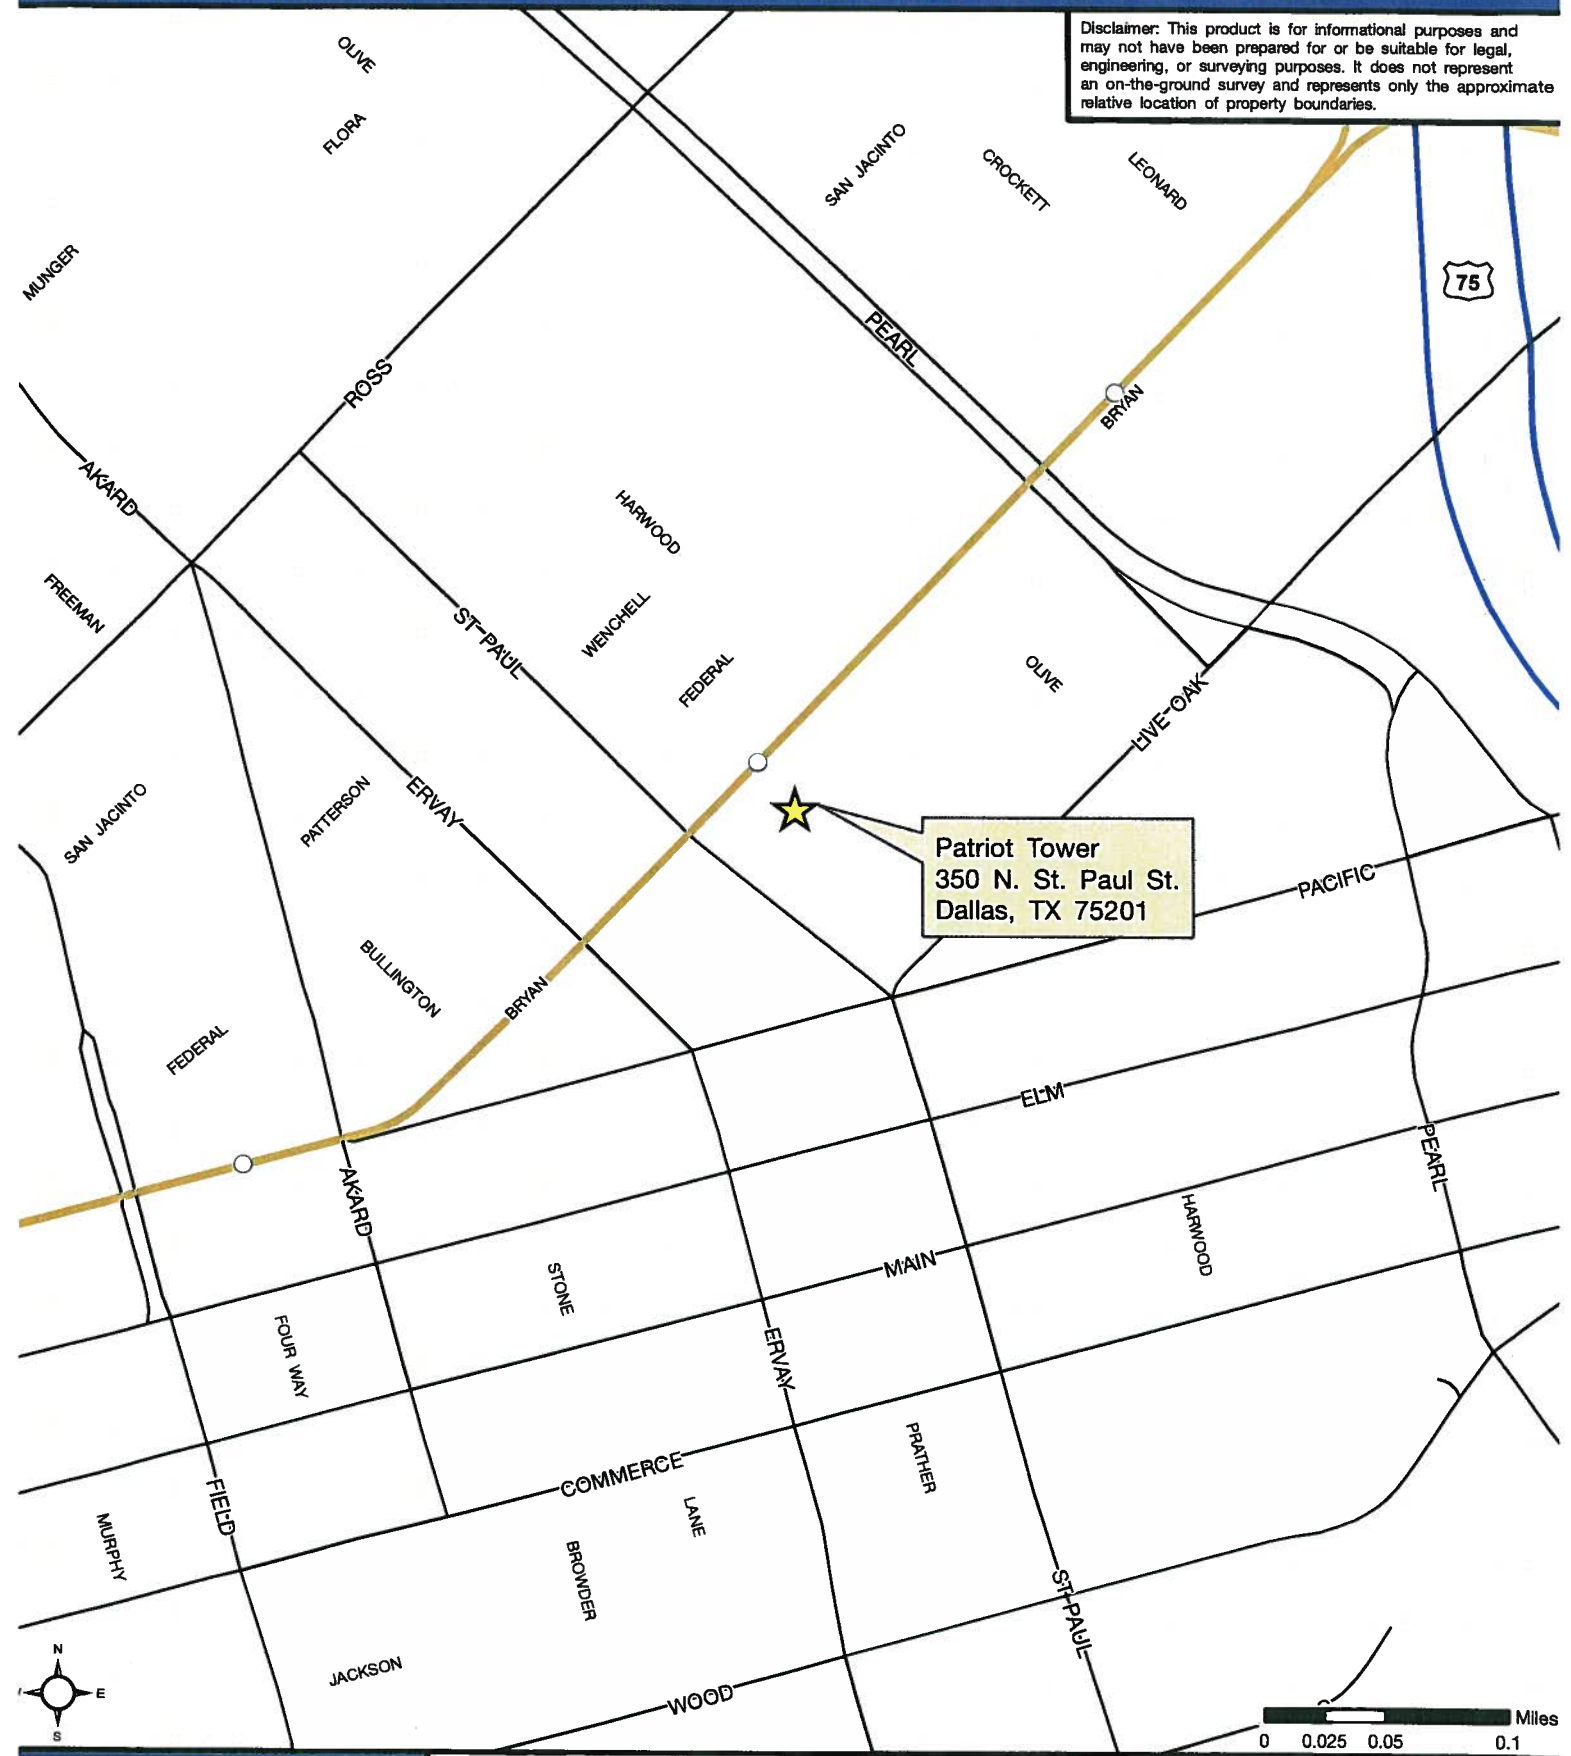 Disclaimer: This product is for informational purposes and
may not have been prepared for or be suitable for legal,
engineering, or surveying purposes. It does not represent
an on-the-ground survey and represents only the approximate
relative location of property boundaries.
OLIVE
FLORA
SAN JACINTO
CROCKETT
LEONARD
MUNGER
75
PEARL
ROSS
BRYAN
AKARD
HARWOOD
FREEMAN
ST PAUL
WENCHELL
FEDERAL
OLIVE
LIVE OAK
SAN JACINTO
PATTERSON
ERVAY
Patriot Tower
350 N. St. Paul St.
Dallas, TX 75201
PACIFIC
BULLINGTON
BRYAN
FEDERAL
ELM
PEARL
AKARD
HARWOOD
STONE
MAIN
FOUR WAY
ERVAY
PRATHER
COMMERCE
FIELD
LANE
MURPHY
BROWDER
ST PAUL
JACKSON
WOOD
N
E
S
Miles
0 0.025 0.05 0.1